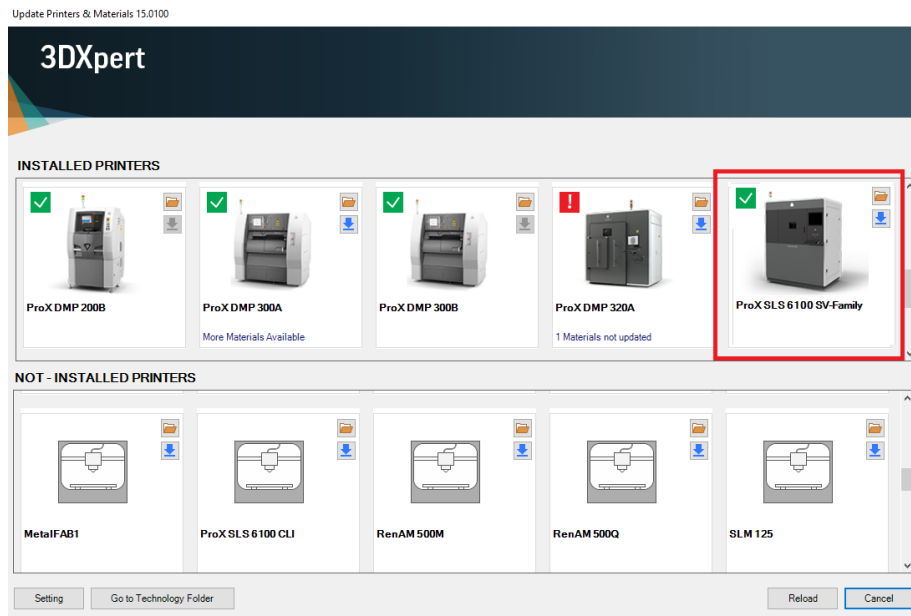 Update Printers & Materials 15.0100
3DXpert
INSTALLED PRINTERS
ProX DMP 200B
ProX DMP 300A
More Materials Available
ProX DMP 300B
ProX DMP 320A
1 Materials not updated
ProX SLS 6100 SV-Family
NOT - INSTALLED PRINTERS
MetalFAB1
ProX SLS 6100 CLI
RenAM 500M
RenAM 500Q
SLM 125
Setting
Go to Technology Folder
Reload
Cancel